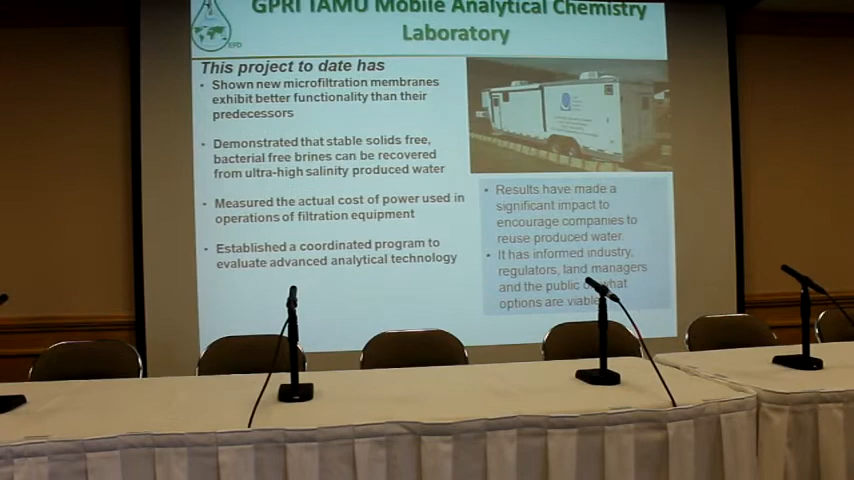 GPRI TAMU Mobile Analytical Chemistry
Laboratory
EPD
This project to date has
• Shown new microfiltration membranes
exhibit better functionality than their
predecessors
• Demonstrated that stable solids free,
bacterial free brines can be recovered
from ultra-high salinity produced water
• Measured the actual cost of power used in
operations of filtration equipment
• Established a coordinated program to
evaluate advanced analytical technology
• Results have made a
significant impact to
encourage companies to
reuse produced water.
• It has informed industry,
regulators, land managers
and the public of what
options are viable